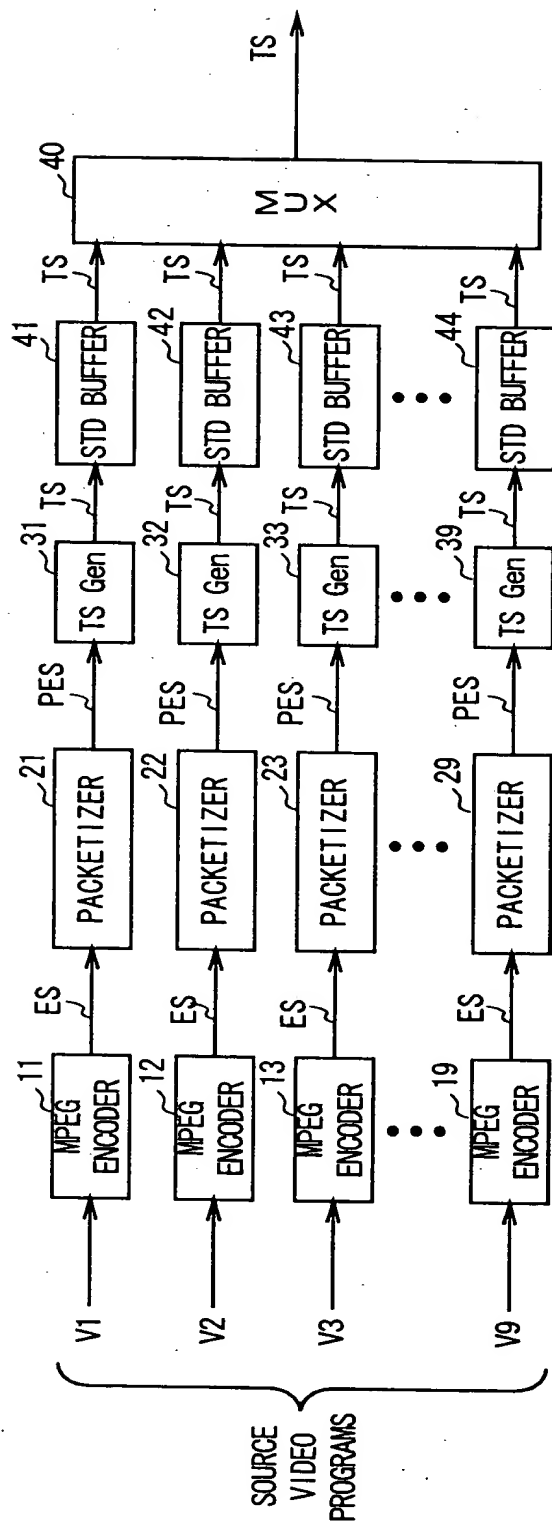 SOURCE
VIDEO
PROGRAMS
V1
11
MPEG
ENCODER
ES
21
PACKETIZER
PES
31
TS Gen
TS
41
STD BUFFER
TS
V2
12
MPEG
ENCODER
ES
22
PACKETIZER
PES
32
TS Gen
TS
42
STD BUFFER
TS
V3
13
MPEG
ENCODER
ES
23
PACKETIZER
PES
33
TS Gen
TS
43
STD BUFFER
TS
V9
19
MPEG
ENCODER
ES
29
PACKETIZER
PES
39
TS Gen
TS
44
STD BUFFER
TS
40
MUX
TS